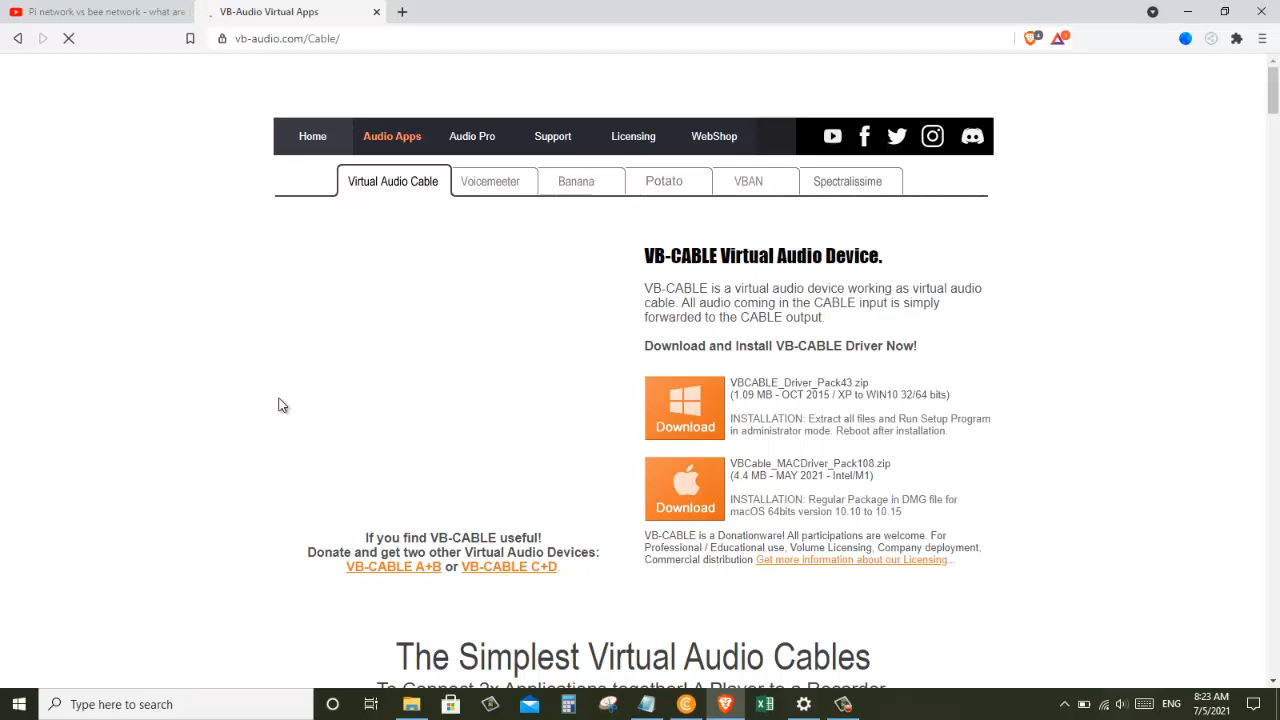 Pi network vs bee network - what are
VB-Audio Virtual Apps
vb-audio.com/Cable/
4
Home Audio Apps Audio Pro Support Licensing WebShop
Virtual Audio Cable Voicemeeter Banana Potato VBAN Spectralissime
VB-CABLE Virtual Audio Device.
VB-CABLE is a virtual audio device working as virtual audio
cable. All audio coming in the CABLE input is simply
forwarded to the CABLE output.
Download and Install VB-CABLE Driver Now!
Download
VBCABLE_Driver_Pack43.zip
(1.09 MB - OCT 2015 / XP to WIN10 32/64 bits)
INSTALLATION: Extract all files and Run Setup Program
in administrator mode. Reboot after installation.
Download
VBCable_MACDriver_Pack108.zip
(4.4 MB - MAY 2021 - Intel/M1)
INSTALLATION: Regular Package in DMG file for
macOS 64bits version 10.10 to 10.15
VB-CABLE is a Donationware! All participations are welcome. For
Professional / Educational use, Volume Licensing, Company deployment,
Commercial distribution Get more information about our Licensing...
If you find VB-CABLE useful!
Donate and get two other Virtual Audio Devices:
VB-CABLE A+B or VB-CABLE C+D
The Simplest Virtual Audio Cables
To Connect 2x Applications together! A Player to a Recorder
Type here to search
ENG
8:23 AM
7/5/2021